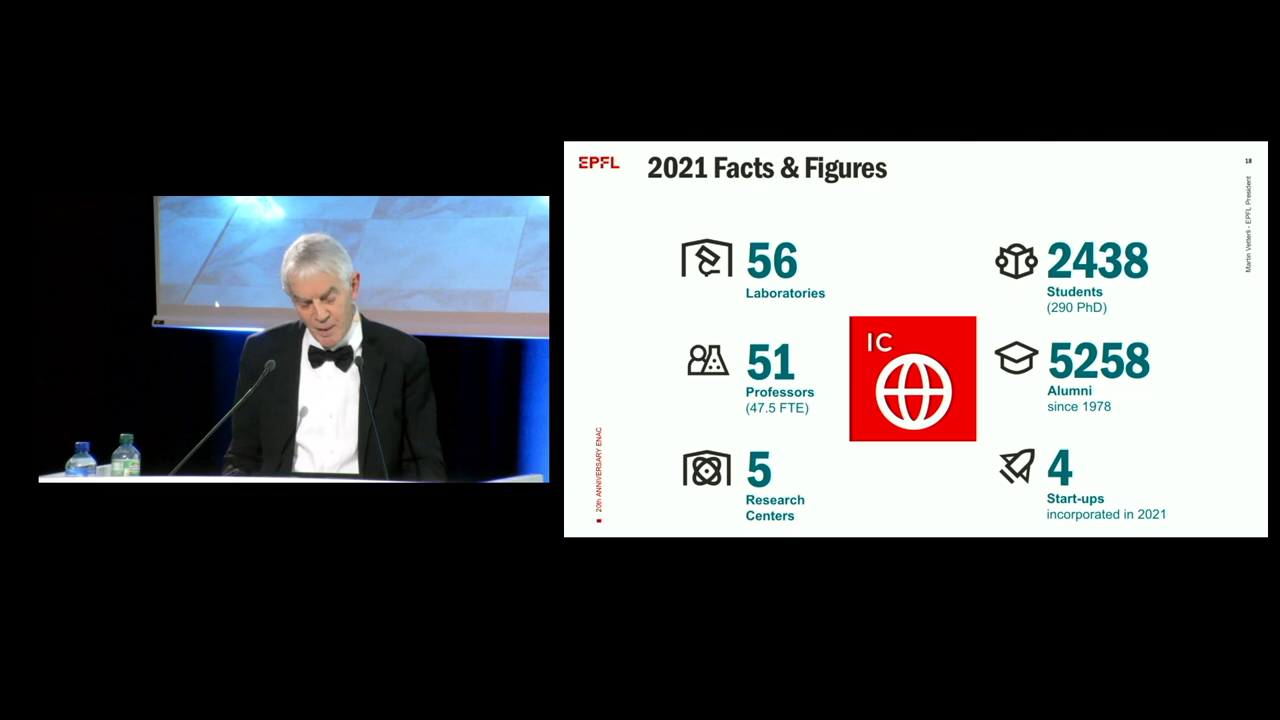 EPFL
2021 Facts & Figures
18
Martin Vetterli - EPFL President
56
Laboratories
2438
Students
(290 PhD)
IC
51
Professors
(47.5 FTE)
5258
Alumni
since 1978
5
Research
Centers
4
Start-ups
incorporated in 2021
20th ANNIVERSARY ENAC